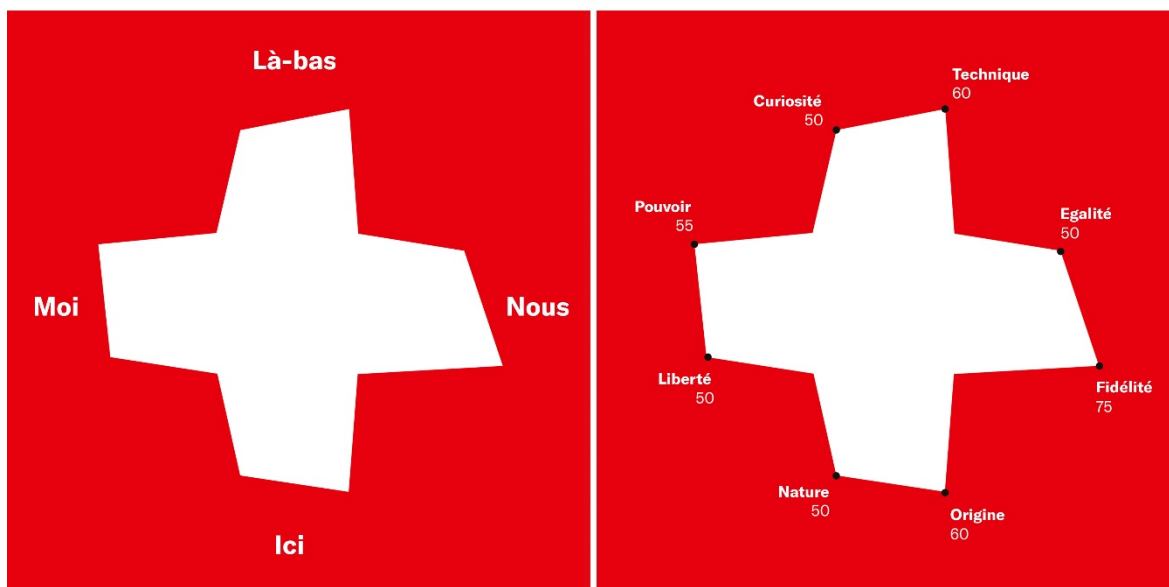 Là-bas
Moi
Nous
Ici
Technique
60
Curiosité
50
Pouvoir
55
Egalité
50
Liberté
50
Fidélité
75
Nature
50
Origine
60